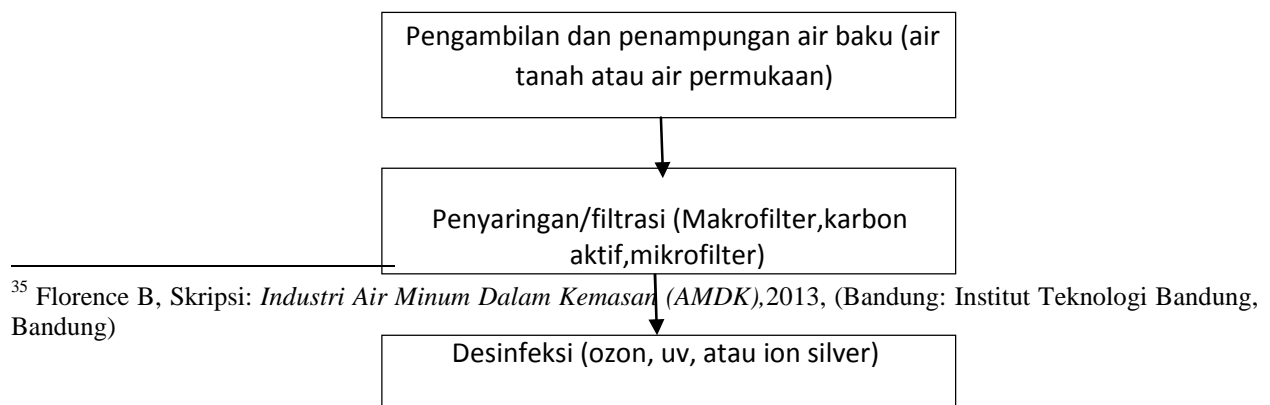 Pengambilan dan penampungan air baku (air
tanah atau air permukaan)
Penyaringan/filtrasi (Makrofilter,karbon
aktif,mikrofilter)
35 Florence B, Skripsi: Industri Air Minum Dalam Kemasan (AMDK),2013, (Bandung: Institut Teknologi Bandung,
Bandung)
Desinfeksi (ozon, uv, atau ion silver)